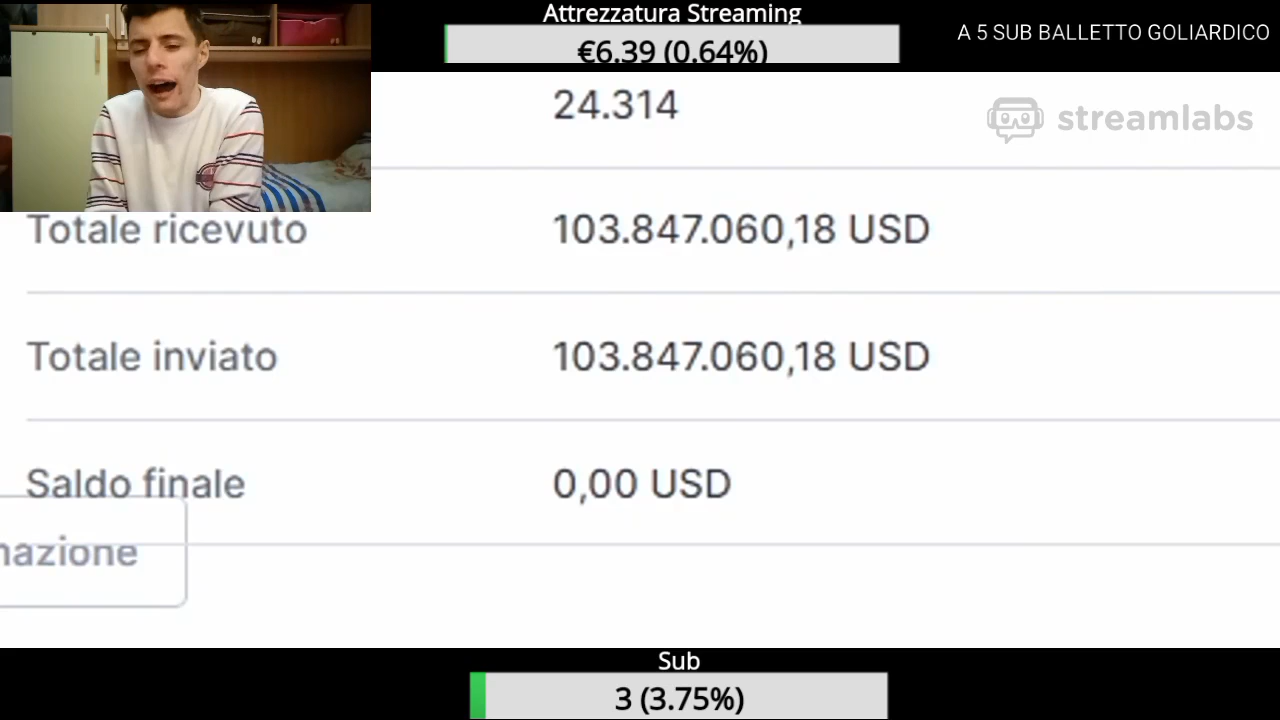 Attrezzatura Streaming
€6.39 (0.64%)
A 5 SUB BALLETTO GOLIARDICO
24.314
streamlabs
Totale ricevuto 103.847.060,18 USD
Totale inviato 103.847.060,18 USD
Saldo finale 0,00 USD
mazione
Sub
3 (3.75%)